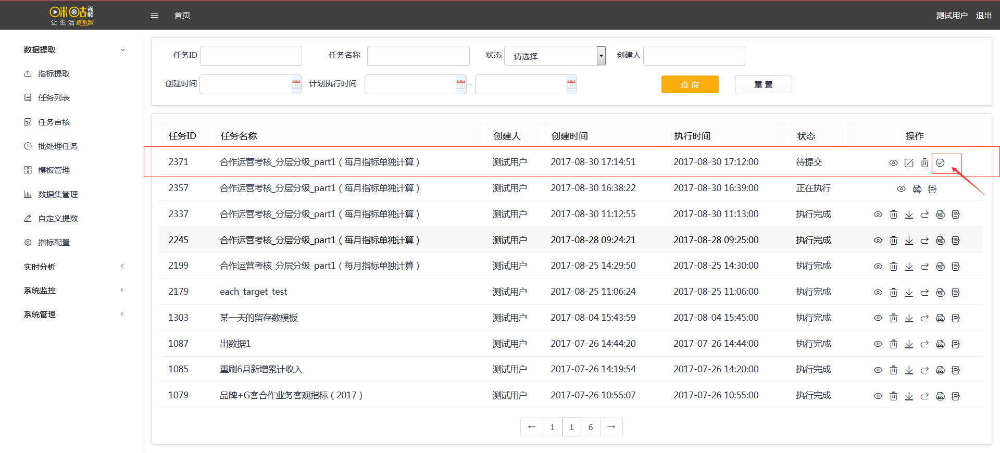 咪咕视频
让生活更有戏
首页
测试用户 退出
数据提取
指标提取
任务列表
任务审核
批处理任务
模板管理
数据集管理
自定义提数
指标配置
实时分析
系统监控
系统管理
任务ID 任务名称 状态 请选择 创建人
创建时间 计划执行时间 - 查 询 重 置
任务ID 任务名称 创建人 创建时间 执行时间 状态 操作
2371 合作运营考核_分层分级_part1（每月指标单独计算） 测试用户 2017-08-30 17:14:51 2017-08-30 17:12:00 待提交
2357 合作运营考核_分层分级_part1（每月指标单独计算） 测试用户 2017-08-30 16:38:22 2017-08-30 16:39:00 正在执行
2337 合作运营考核_分层分级_part1（每月指标单独计算） 测试用户 2017-08-30 11:12:55 2017-08-30 11:13:00 执行完成
2245 合作运营考核_分层分级_part1（每月指标单独计算） 测试用户 2017-08-28 09:24:21 2017-08-28 09:25:00 执行完成
2199 合作运营考核_分层分级_part1（每月指标单独计算） 测试用户 2017-08-25 14:29:50 2017-08-25 14:30:00 执行完成
2179 each_target_test 测试用户 2017-08-25 11:06:24 2017-08-25 11:06:00 执行完成
1303 某一天的留存数模板 测试用户 2017-08-04 15:43:59 2017-08-04 15:45:00 执行完成
1087 出数据1 测试用户 2017-07-26 14:44:20 2017-07-26 14:44:00 执行完成
1085 重刷6月新增累计收入 测试用户 2017-07-26 14:19:54 2017-07-26 14:20:00 执行完成
1079 品牌+G客合作业务客观指标（2017） 测试用户 2017-07-26 10:55:07 2017-07-26 10:55:00 执行完成
← 1 1 6 →